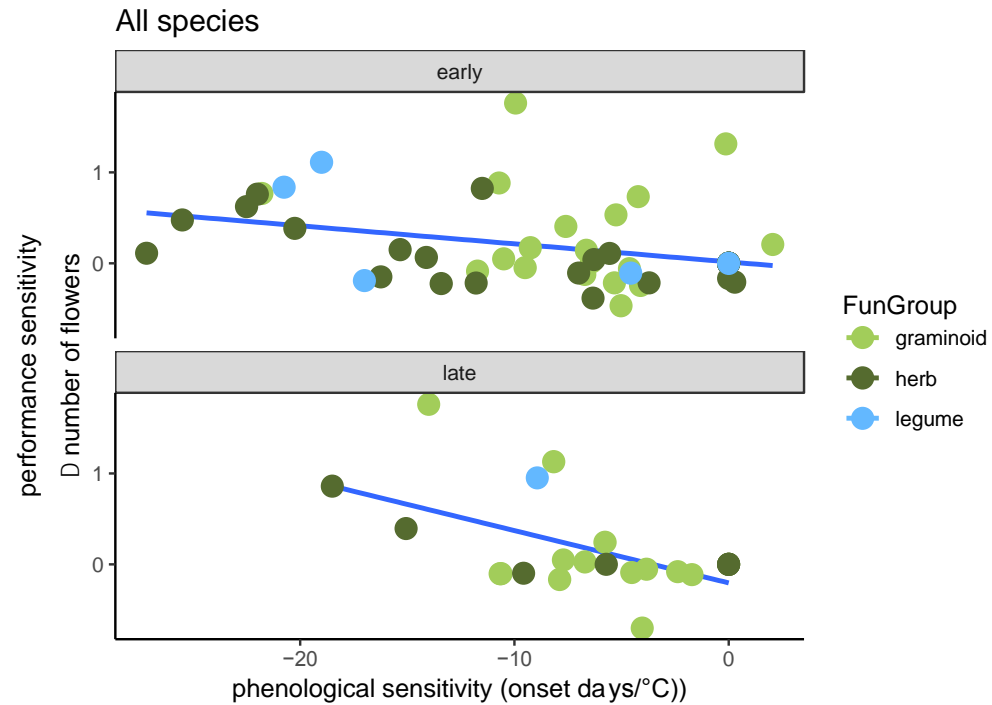 All species
early
1
0
late
1
0
−20
−10
0
phenological sensitivity (onset days/°C))
performance sensitivity
D number of flowers
FunGroup
graminoid
herb
legume